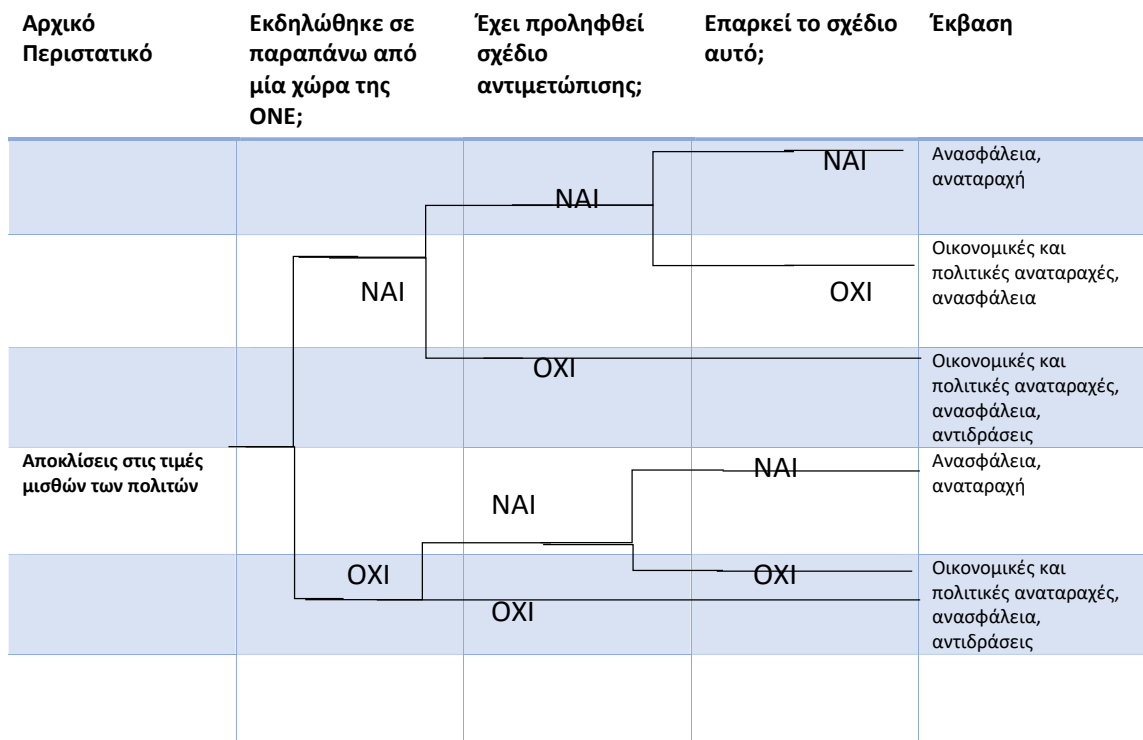 Αρχικό
Περιστατικό
Εκδηλώθηκε σε
παραπάνω από
μία χώρα της
ΟΝΕ;
Έχει προληφθεί
σχέδιο
αντιμετώπισης;
Επαρκεί το σχέδιο
αυτό;
Έκβαση
ΝΑΙ
Ανασφάλεια,
αναταραχή
ΝΑΙ
ΝΑΙ
ΟΧΙ
Οικονομικές και
πολιτικές αναταραχές,
ανασφάλεια
ΟΧΙ
Οικονομικές και
πολιτικές αναταραχές,
ανασφάλεια,
αντιδράσεις
Αποκλίσεις στις τιμές
μισθών των πολιτών
ΝΑΙ
Ανασφάλεια,
αναταραχή
ΝΑΙ
ΟΧΙ
ΟΧΙ
ΟΧΙ
Οικονομικές και
πολιτικές αναταραχές,
ανασφάλεια,
αντιδράσεις